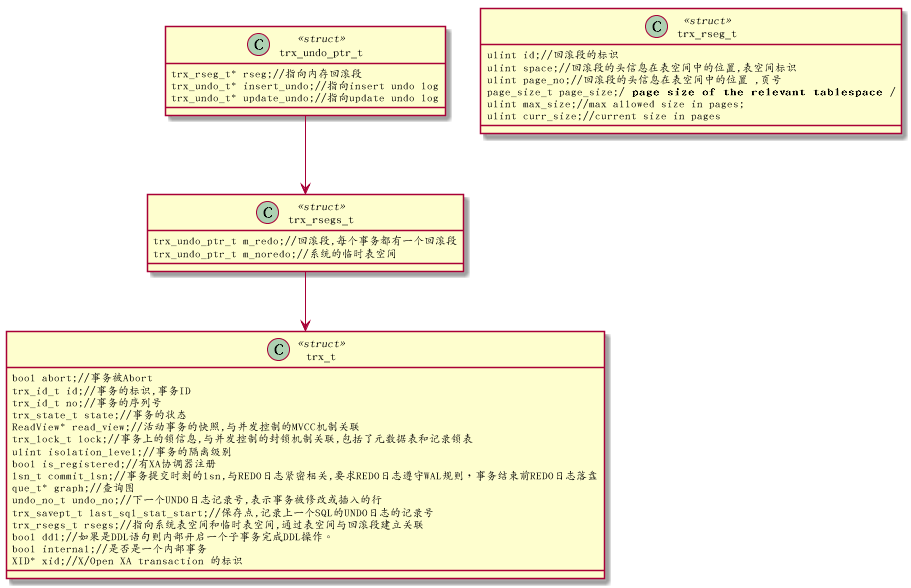 C
«struct»
trx_undo_ptr_t
trx_rseg_t* rseg;//指向内存回滚段
trx_undo_t* insert_undo;//指向insert undo log
trx_undo_t* update_undo;//指向update undo log
C
«struct»
trx_rseg_t
ulint id;//回滚段的标识
ulint space;//回滚段的头信息在表空间中的位置,表空间标识
ulint page_no;//回滚段的头信息在表空间中的位置 ,页号
page_size_t page_size;/ page size of the relevant tablespace /
ulint max_size;//max allowed size in pages;
ulint curr_size;//current size in pages
C
«struct»
trx_rsegs_t
trx_undo_ptr_t m_redo;//回滚段,每个事务都有一个回滚段
trx_undo_ptr_t m_noredo;//系统的临时表空间
C
«struct»
trx_t
bool abort;//事务被Abort
trx_id_t id;//事务的标识,事务ID
trx_id_t no;//事务的序列号
trx_state_t state;//事务的状态
ReadView* read_view;//活动事务的快照,与并发控制的MVCC机制关联
trx_lock_t lock;//事务上的锁信息,与并发控制的封锁机制关联,包括了元数据表和记录锁表
ulint isolation_level;//事务的隔离级别
bool is_registered;//有XA协调器注册
lsn_t commit_lsn;//事务提交时刻的lsn,与REDO日志紧密相关,要求REDO日志遵守WAL规则，事务结束前REDO日志落盘
que_t* graph;//查询图
undo_no_t undo_no;//下一个UNDO日志记录号,表示事务被修改或插入的行
trx_savept_t last_sql_stat_start;//保存点,记录上一个SQL的UNDO日志的记录号
trx_rsegs_t rsegs;//指向系统表空间和临时表空间,通过表空间与回滚段建立关联
bool ddl;//如果是DDL语句则内部开启一个子事务完成DDL操作。
bool internal;//是否是一个内部事务
XID* xid;//X/Open XA transaction 的标识